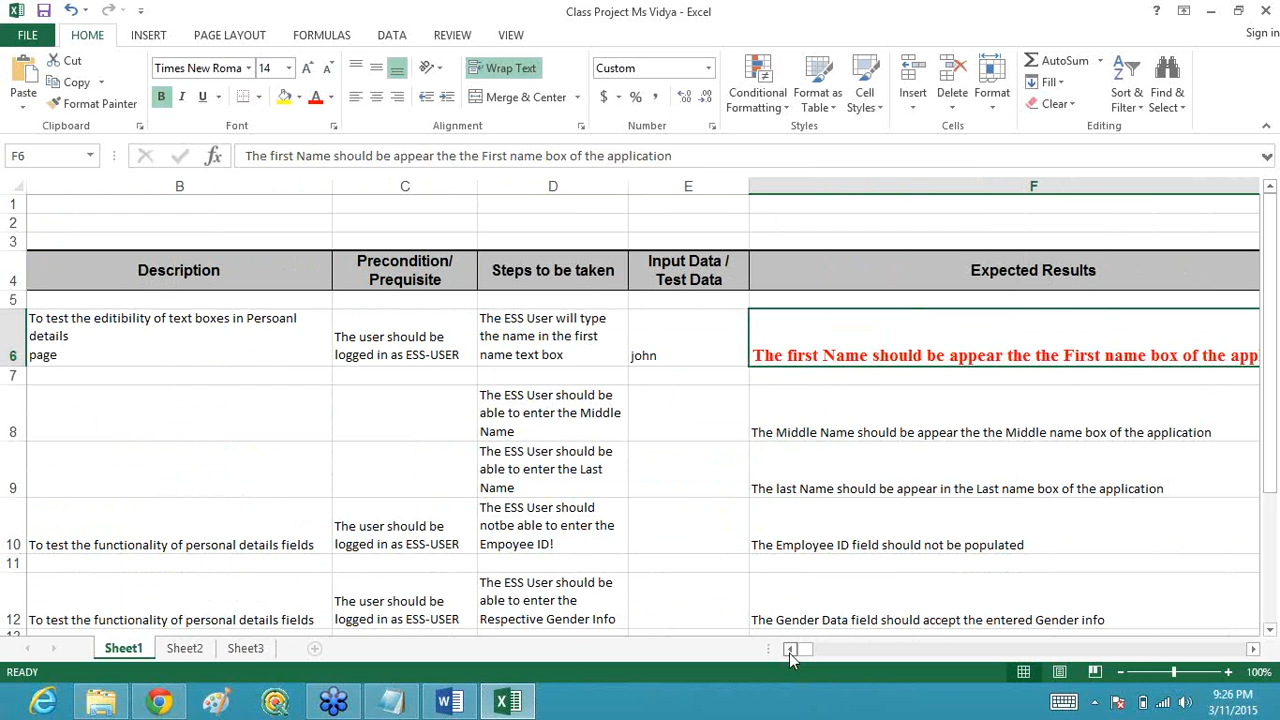 Class Project Ms Vidya - Excel
?
FILE HOME INSERT PAGE LAYOUT FORMULAS DATA REVIEW VIEW Sign in
Paste
Cut
Copy
Format Painter
Clipboard
Times New Roma 14
B I U
Font
Wrap Text
Merge & Center
Alignment
Custom
$ % ,
Number
Conditional
Formatting
Format as
Table
Cell
Styles
Styles
Insert Delete Format
Cells
AutoSum
Fill
Clear
Sort &
Filter
Find &
Select
Editing
F6
fx
The first Name should be appear the the First name box of the application
B C D E F
1
2
3
4
Description
Precondition/
Prequisite
Steps to be taken
Input Data /
Test Data
Expected Results
5
6
To test the editibility of text boxes in Persoanl
details
page
The user should be
logged in as ESS-USER
The ESS User will type
the name in the first
name text box
john
The first Name should be appear the the First name box of the app
7
8
The ESS User should be
able to enter the Middle
Name
The Middle Name should be appear the the Middle name box of the application
9
The ESS User should be
able to enter the Last
Name
The last Name should be appear in the Last name box of the application
10
To test the functionality of personal details fields
The user should be
logged in as ESS-USER
The ESS User should
notbe able to enter the
Empoyee ID!
The Employee ID field should not be populated
11
12
To test the functionality of personal details fields
The user should be
logged in as ESS-USER
The ESS User should be
able to enter the
Respective Gender Info
The Gender Data field should accept the entered Gender info
Sheet1 Sheet2 Sheet3
READY
100%
9:26 PM
3/11/2015